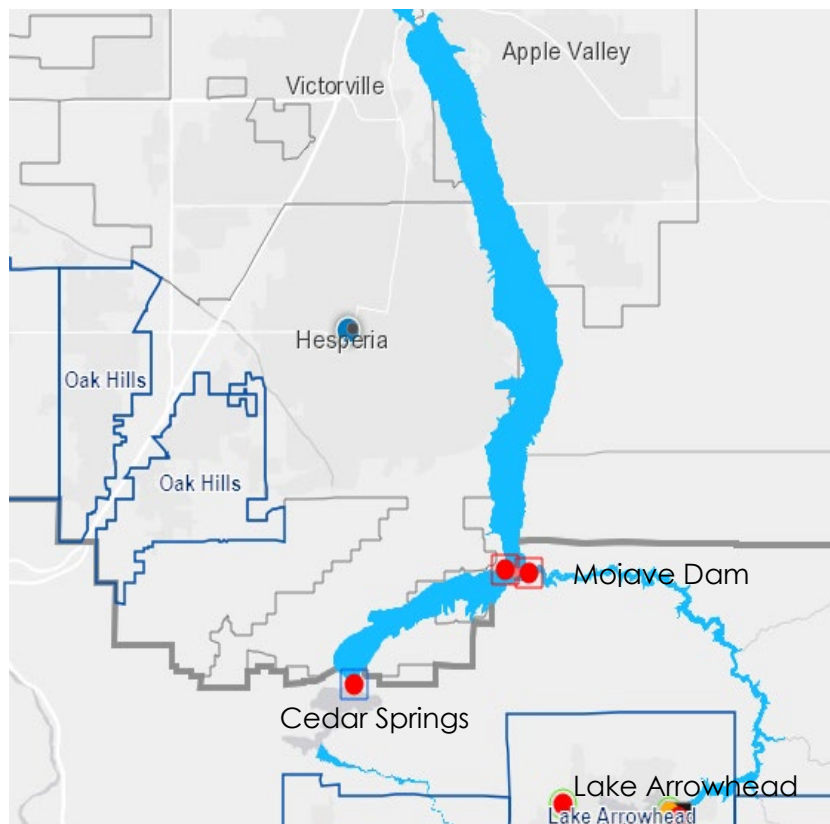 Apple Valley
Victorville
Hesperia
Oak Hills
Oak Hills
Mojave Dam
Cedar Springs
Lake Arrowhead
Lake Arrowhead